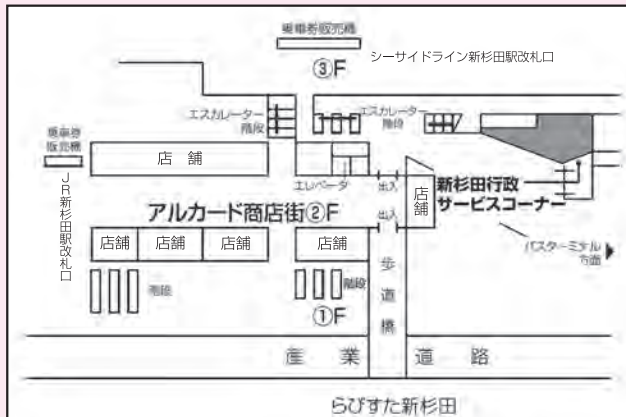 乗車券販売機
③F
シーサイドライン新杉田駅改札口
エスカレーター
階段
エスカレーター
階段
乗車券
販売機
店舗
エレベータ
出入
店舗
新杉田行政
サービスコーナー
JR新杉田駅改札口
アルカード商店街②F
出入
店舗
店舗
店舗
店舗
バスターミナル
方面
階段
階段
歩道橋
①F
産業道路
らびすた新杉田